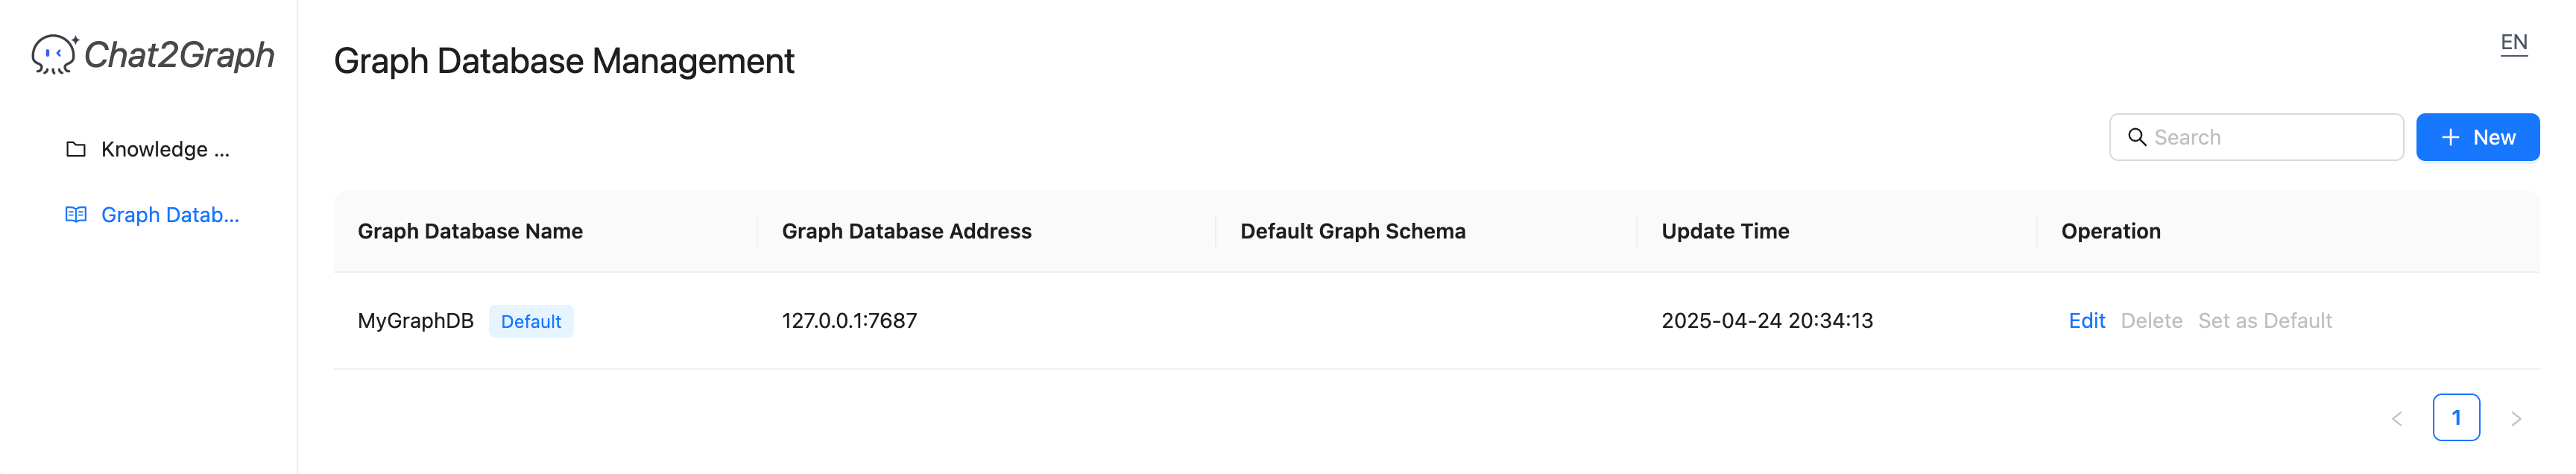 Chat2Graph
Knowledge ...
Graph Datab...
Graph Database Management
EN
Search
New
Graph Database Name Graph Database Address Default Graph Schema Update Time Operation
MyGraphDB Default 127.0.0.1:7687 2025-04-24 20:34:13 Edit Delete Set as Default
1